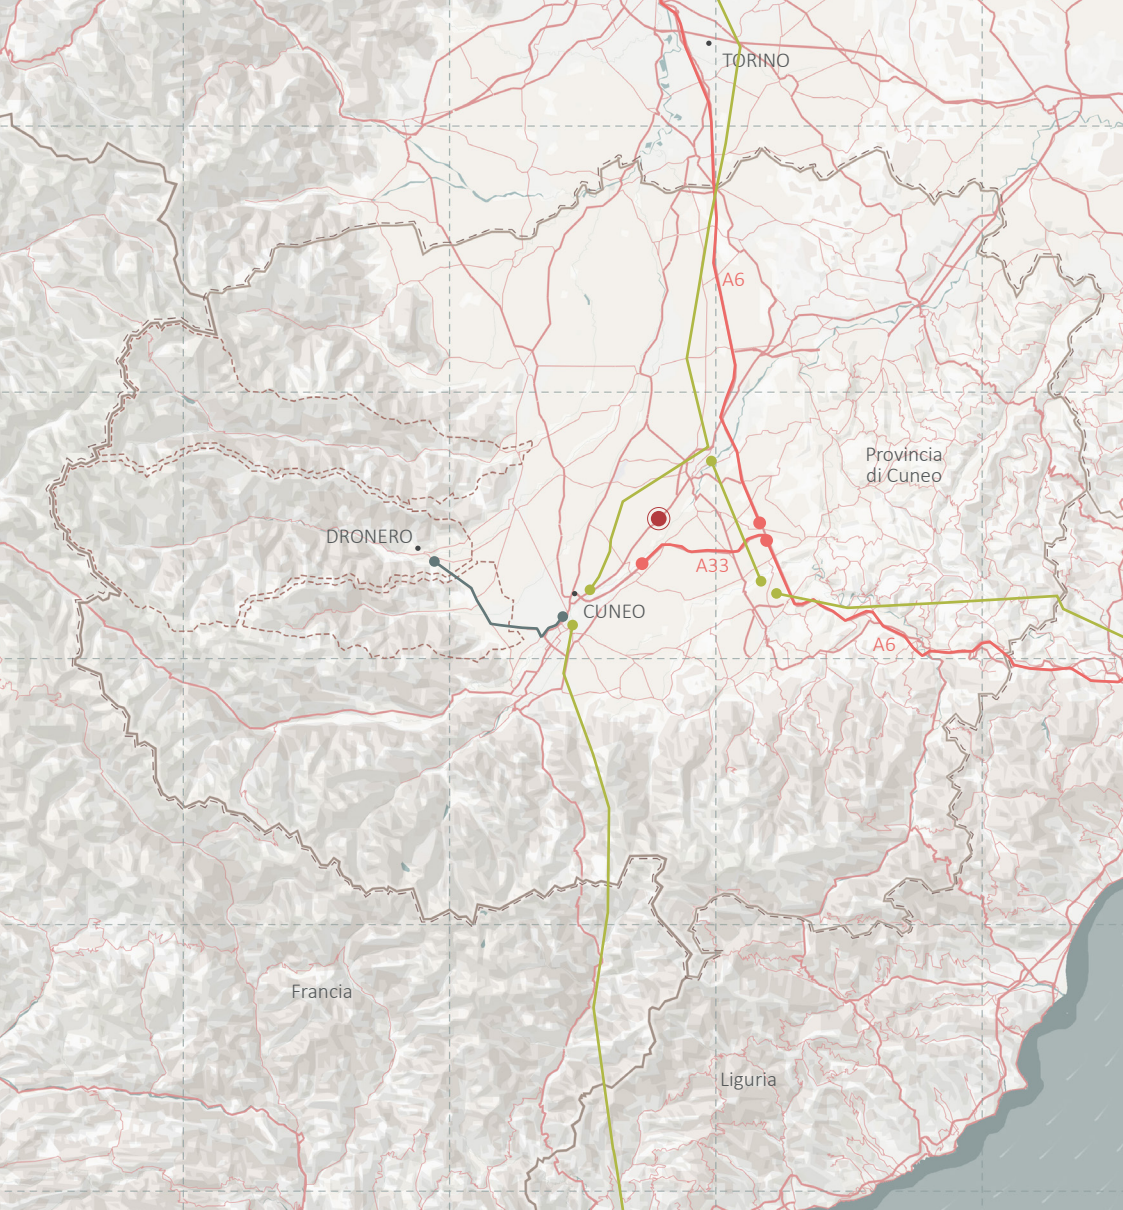 TORINO
A6
Provincia
di Cuneo
DRONERO
A33
CUNEO
A6
Francia
Liguria